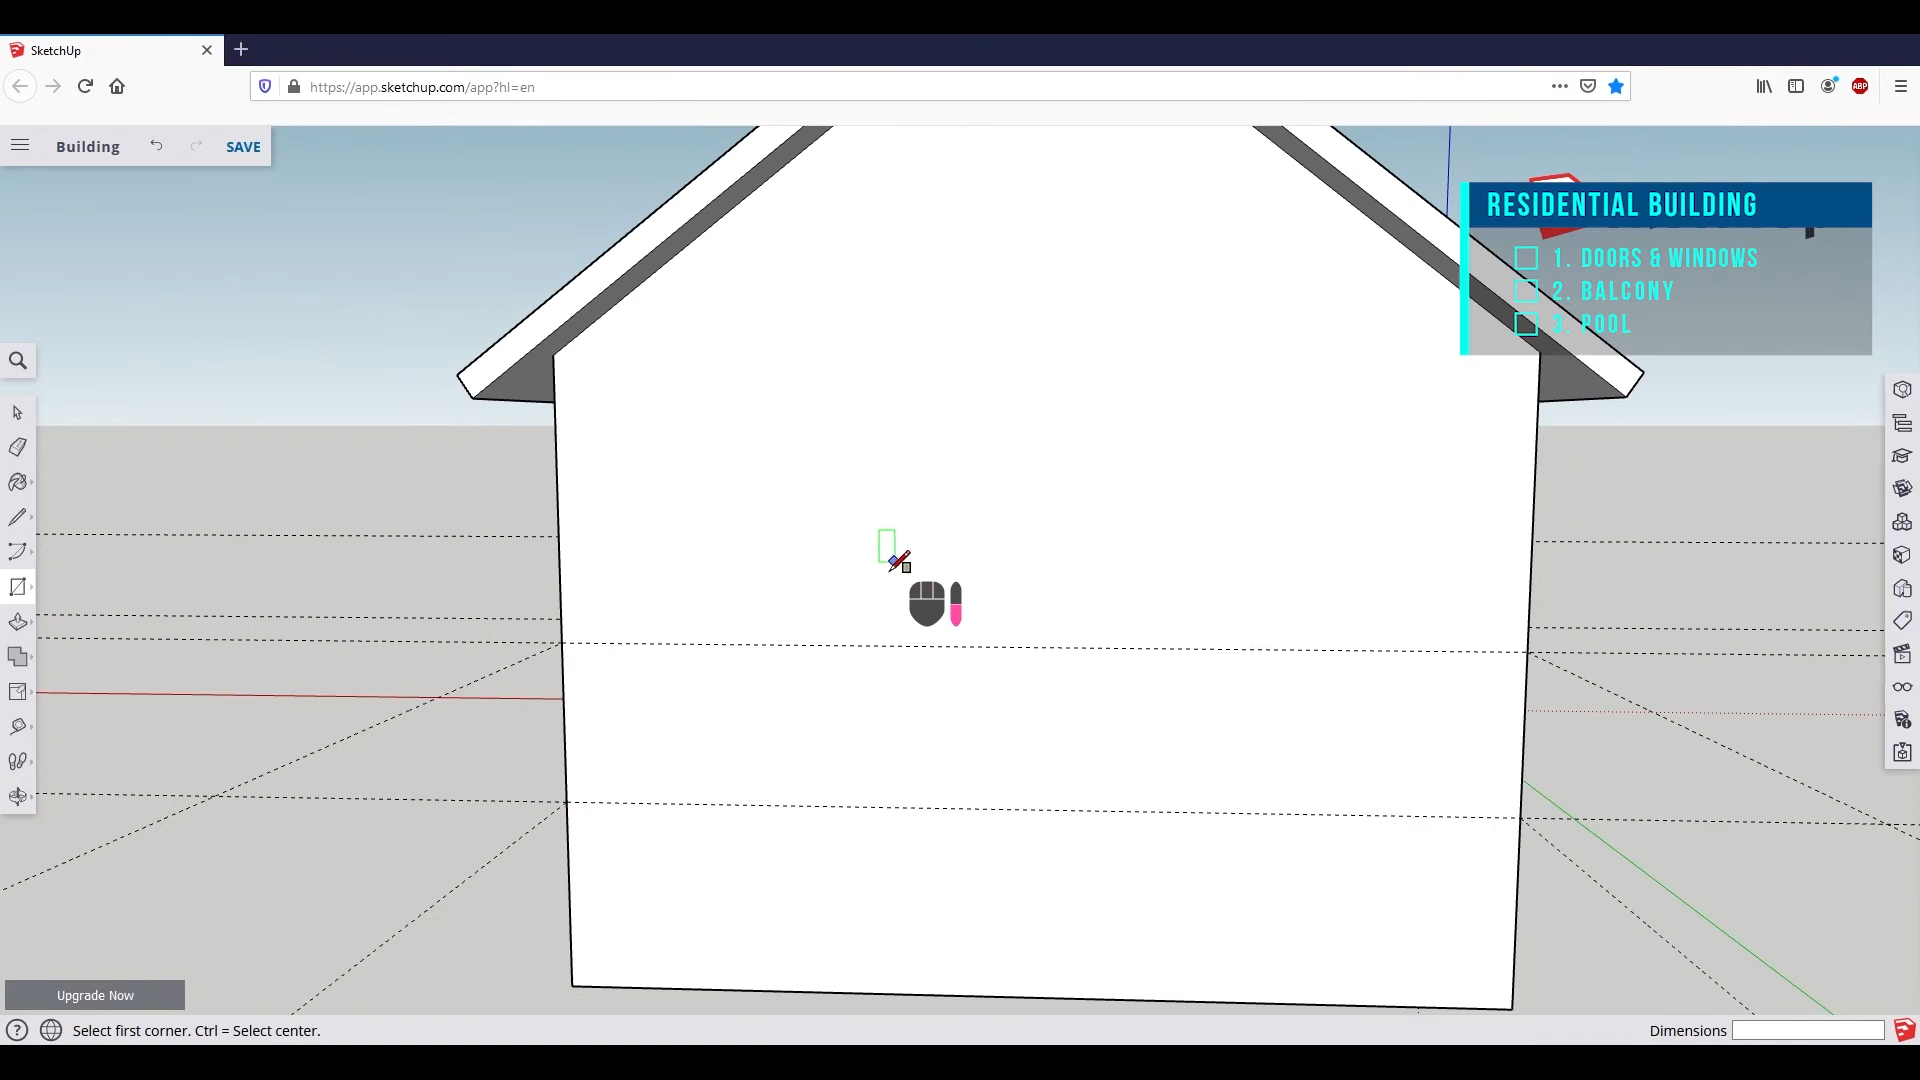 SketchUp
https://app.sketchup.com/app?hl=en
ABP
Building
SAVE
RESIDENTIAL BUILDING
1. DOORS & WINDOWS
2. BALCONY
3. POOL
Upgrade Now
Select first corner. Ctrl = Select center.
Dimensions